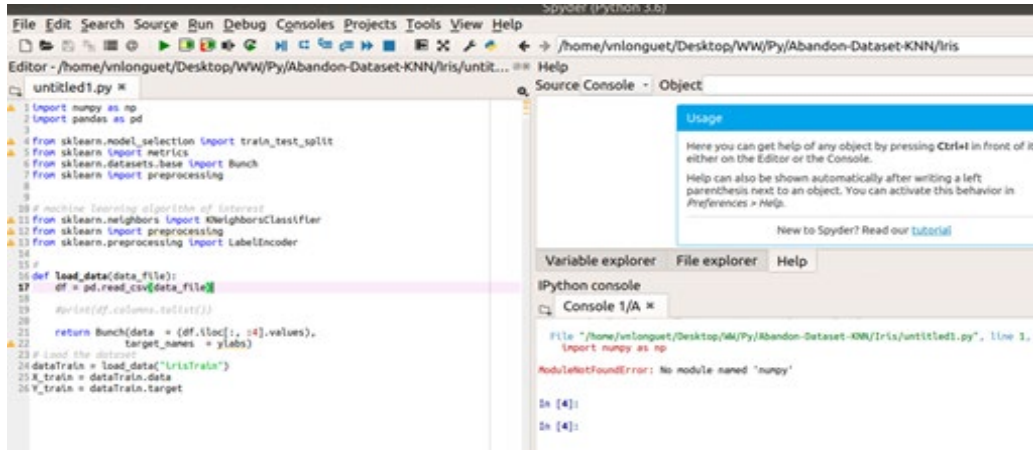 Spyder (Python 3.6)
File Edit Search Source Run Debug Consoles Projects Tools View Help
/home/vnlonguet/Desktop/WW/Py/Abandon-Dataset-KNN/Iris
Editor - /home/vnlonguet/Desktop/WW/Py/Abandon-Dataset-KNN/Iris/untit...
untitled1.py
1 import numpy as np
2 import pandas as pd
3
4 from sklearn.model_selection import train_test_split
5 from sklearn import metrics
6 from sklearn.datasets.base import Bunch
7 from sklearn import preprocessing
8
9
10 # machine learning algorithm of interest
11 from sklearn.neighbors import KNeighborsClassifier
12 from sklearn import preprocessing
13 from sklearn.preprocessing import LabelEncoder
14
15 #
16 def load_data(data_file):
17 df = pd.read_csv(data_file)
18
19 #print(df.columns.tolist())
20
21 return Bunch(data = (df.iloc[:, :4].values),
22 target_names = ylabs)
23 # Load the dataset
24 dataTrain = load_data("irisTrain")
25 X_train = dataTrain.data
26 Y_train = dataTrain.target
Help
Source Console Object
Usage
Here you can get help of any object by pressing Ctrl+I in front of it
either on the Editor or the Console.
Help can also be shown automatically after writing a left
parenthesis next to an object. You can activate this behavior in
Preferences > Help.
New to Spyder? Read our tutorial
Variable explorer File explorer Help
IPython console
Console 1/A
File "/home/vnlonguet/Desktop/WW/Py/Abandon-Dataset-KNN/Iris/untitled1.py", line 1,
import numpy as np
ModuleNotFoundError: No module named 'numpy'
In [4]:
In [4]: